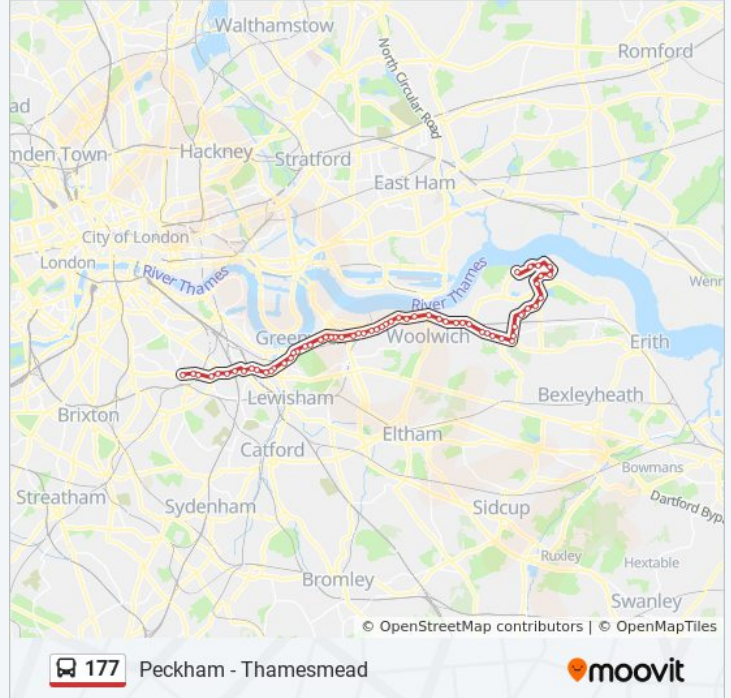 Walthamstow
Romford
North Circular Road
ad
mden Town
Hackney
Stratford
East Ham
City of London
London
River Thames
River Thames
Wenn
Green
Woolwich
Erith
Lewisham
Bexleyheath
Brixton
Eltham
Catford
Bowmans
Streatham
Sydenham
Sidcup
Dartford Byp
Ruxley
Hextable
Bromley
Swanley
© OpenStreetMap contributors | © OpenMapTiles
177 Peckham - Thamesmead
moovit